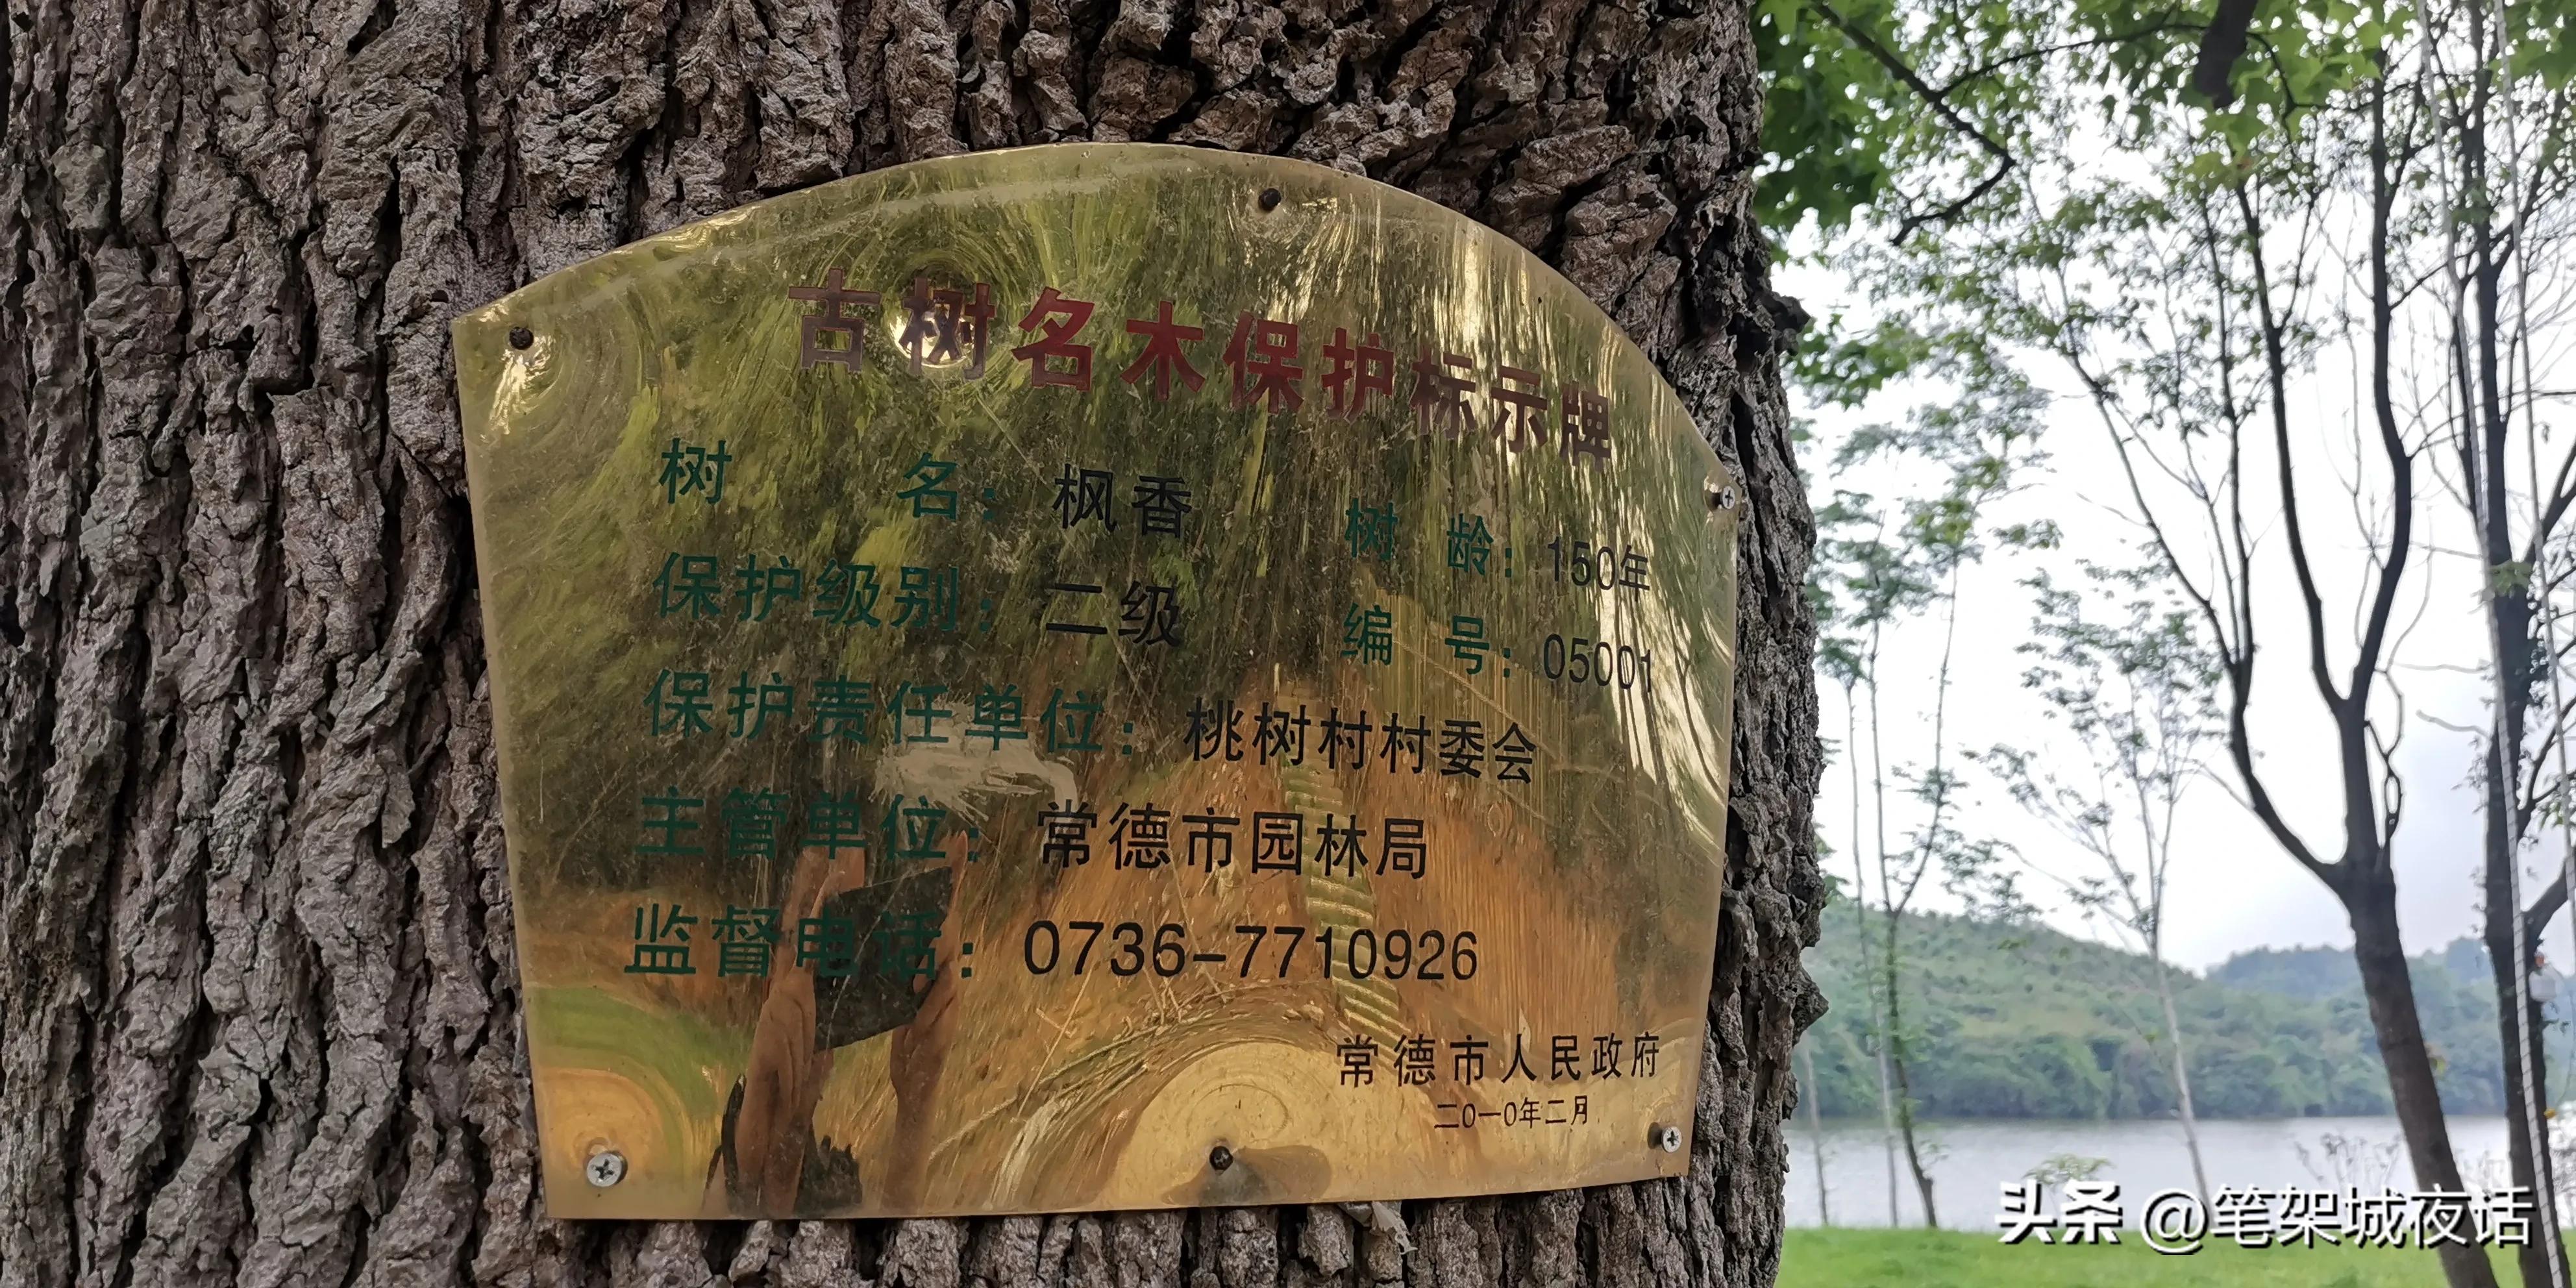 古树名木保护标示牌
树 名：枫香 树 龄：150年
保护级别：二级 编 号：05001
保护责任单位：桃树村村委会
主管单位：常德市园林局
监督电话：0736-7710926
常德市人民政府
二0一0年二月
头条 @笔架城夜话